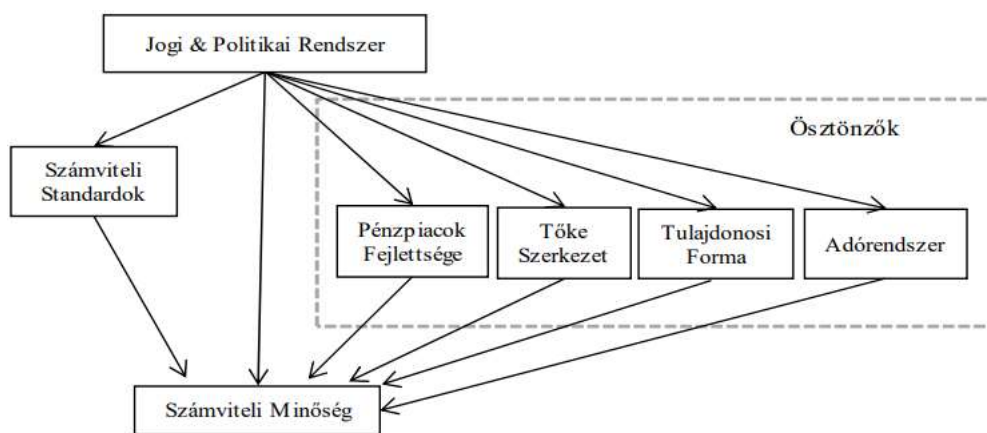 Jogi & Politikai Rendszer
Ösztönzők
Számviteli
Standardok
Pénzpiacok
Fejlettsége
Tőke
Szerkezet
Tulajdonosi
Forma
Adórendszer
Számviteli Minőség